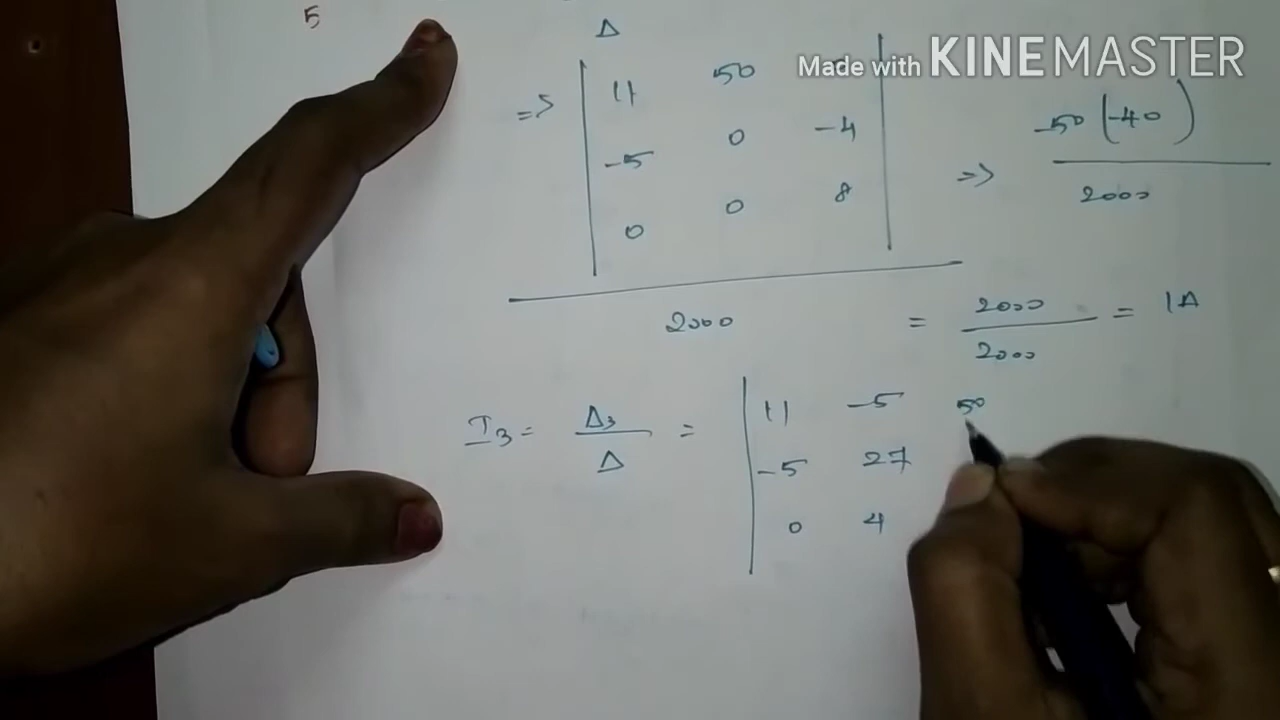 5
Δ
Made with KINEMASTER
=> | 11 50 |
| -5 0 -4 |
| 0 0 8 |
2000
=> -50 (-40)
2000
= 2000 = 1A
2000
I3 = Δ3 = | 11 -5 50
Δ | -5 27
| 0 4